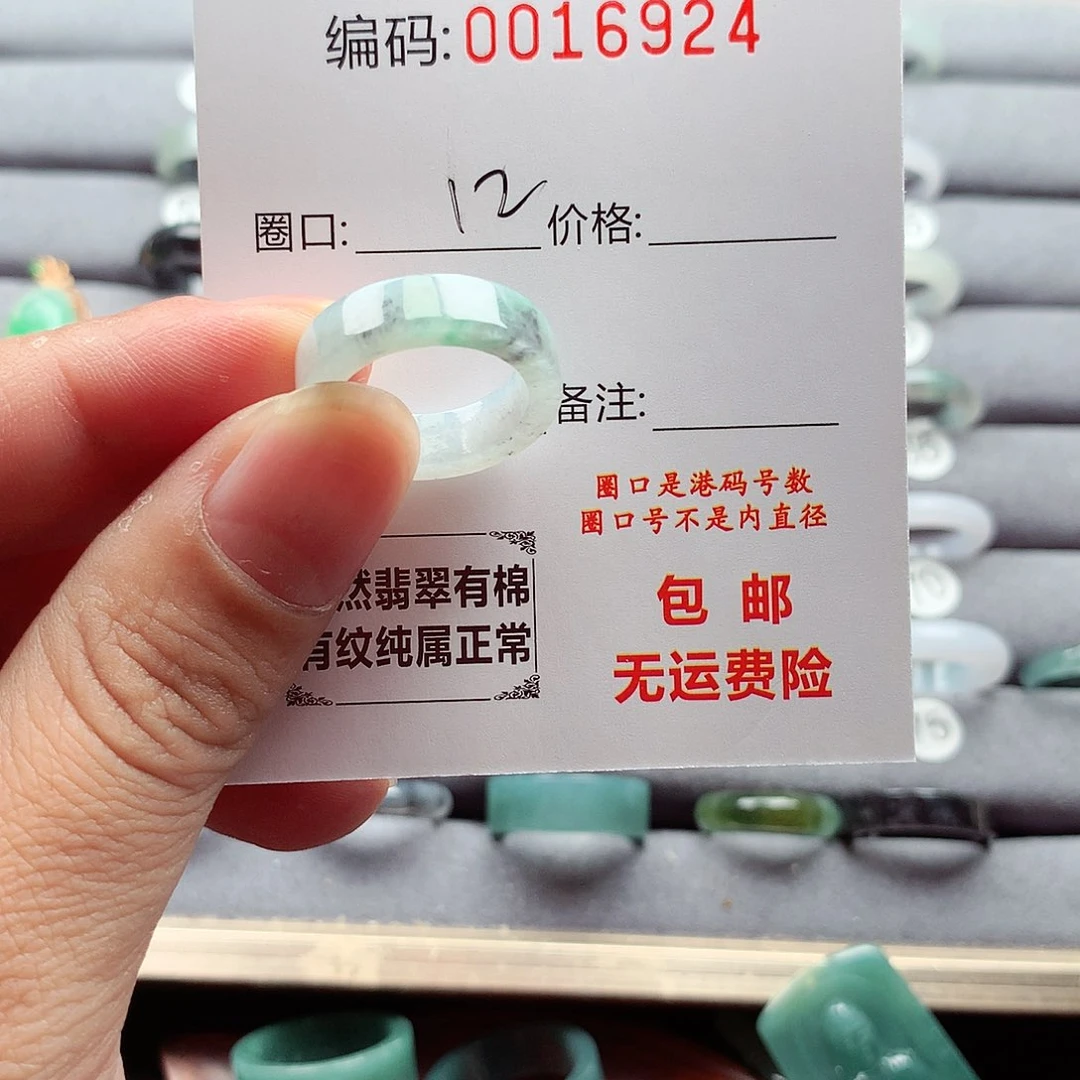 编码: 0016924
圈口: 12 价格:
备注:
圈口是港码号数
圈口号不是内直径
然翡翠有棉
有纹纯属正常
包 邮
无运费险